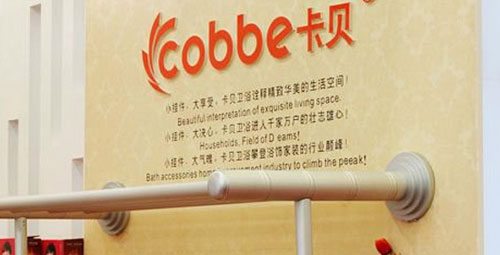 cobbe卡贝
小挂件，大享受，卡贝卫浴诠释精致华美的生活空间！
Beautiful interpretation of exquisite living space.
小挂件，大决心，卡贝卫浴进入千家万户的壮志雄心！
Households, Field of D eams!
小挂件，大气魄，卡贝卫浴攀登浴饰家装的行业巅峰！
Bath accessories home industry to climb the peeak!